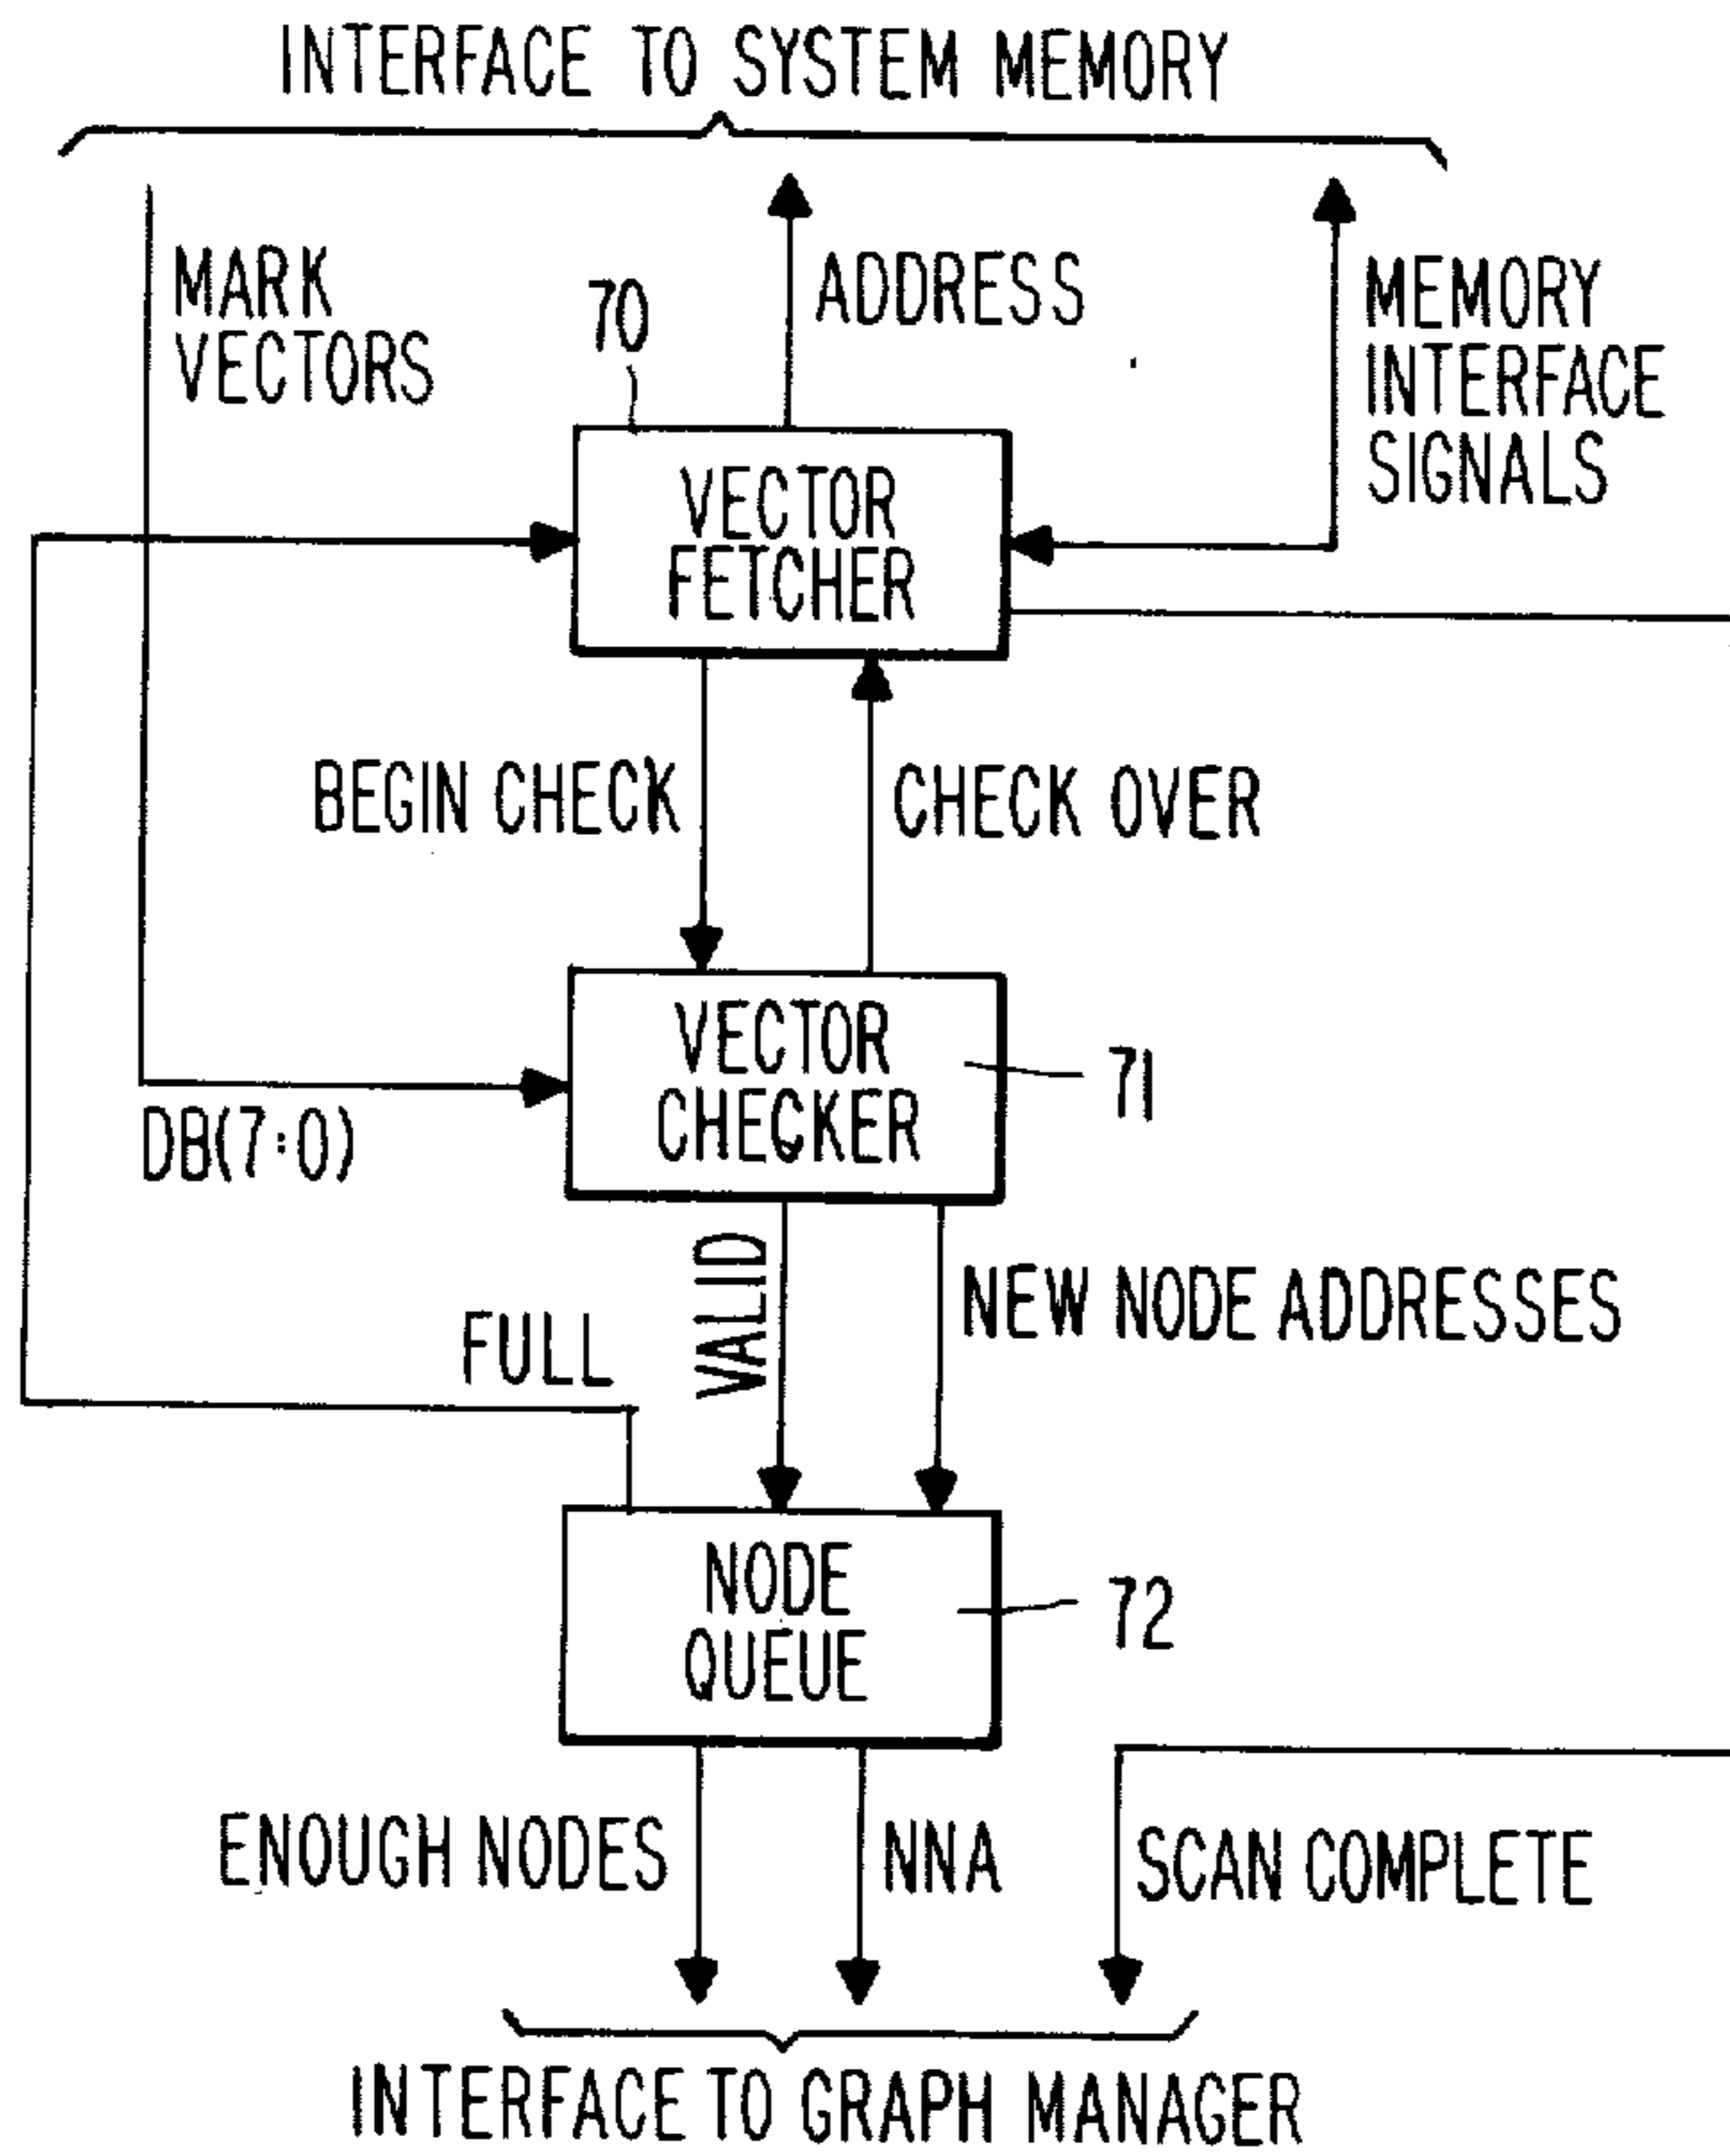 INTERFACE TO SYSTEM MEMORY
MARK
VECTORS
70
ADDRESS
MEMORY
INTERFACE
SIGNALS
VECTOR
FETCHER
BEGIN CHECK
CHECK OVER
VECTOR
CHECKER
71
DB(7:0)
VALID
NEW NODE ADDRESSES
FULL
NODE
QUEUE
72
ENOUGH NODES
NNA
SCAN COMPLETE
INTERFACE TO GRAPH MANAGER